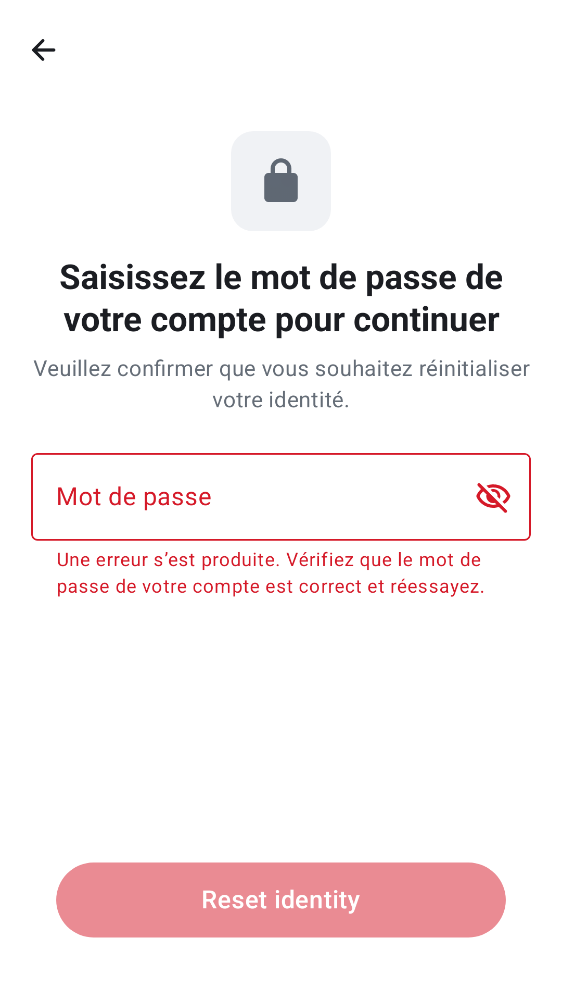 Saisissez le mot de passe de
votre compte pour continuer
Veuillez confirmer que vous souhaitez réinitialiser
votre identité.
Mot de passe
Une erreur s’est produite. Vérifiez que le mot de
passe de votre compte est correct et réessayez.
Reset identity